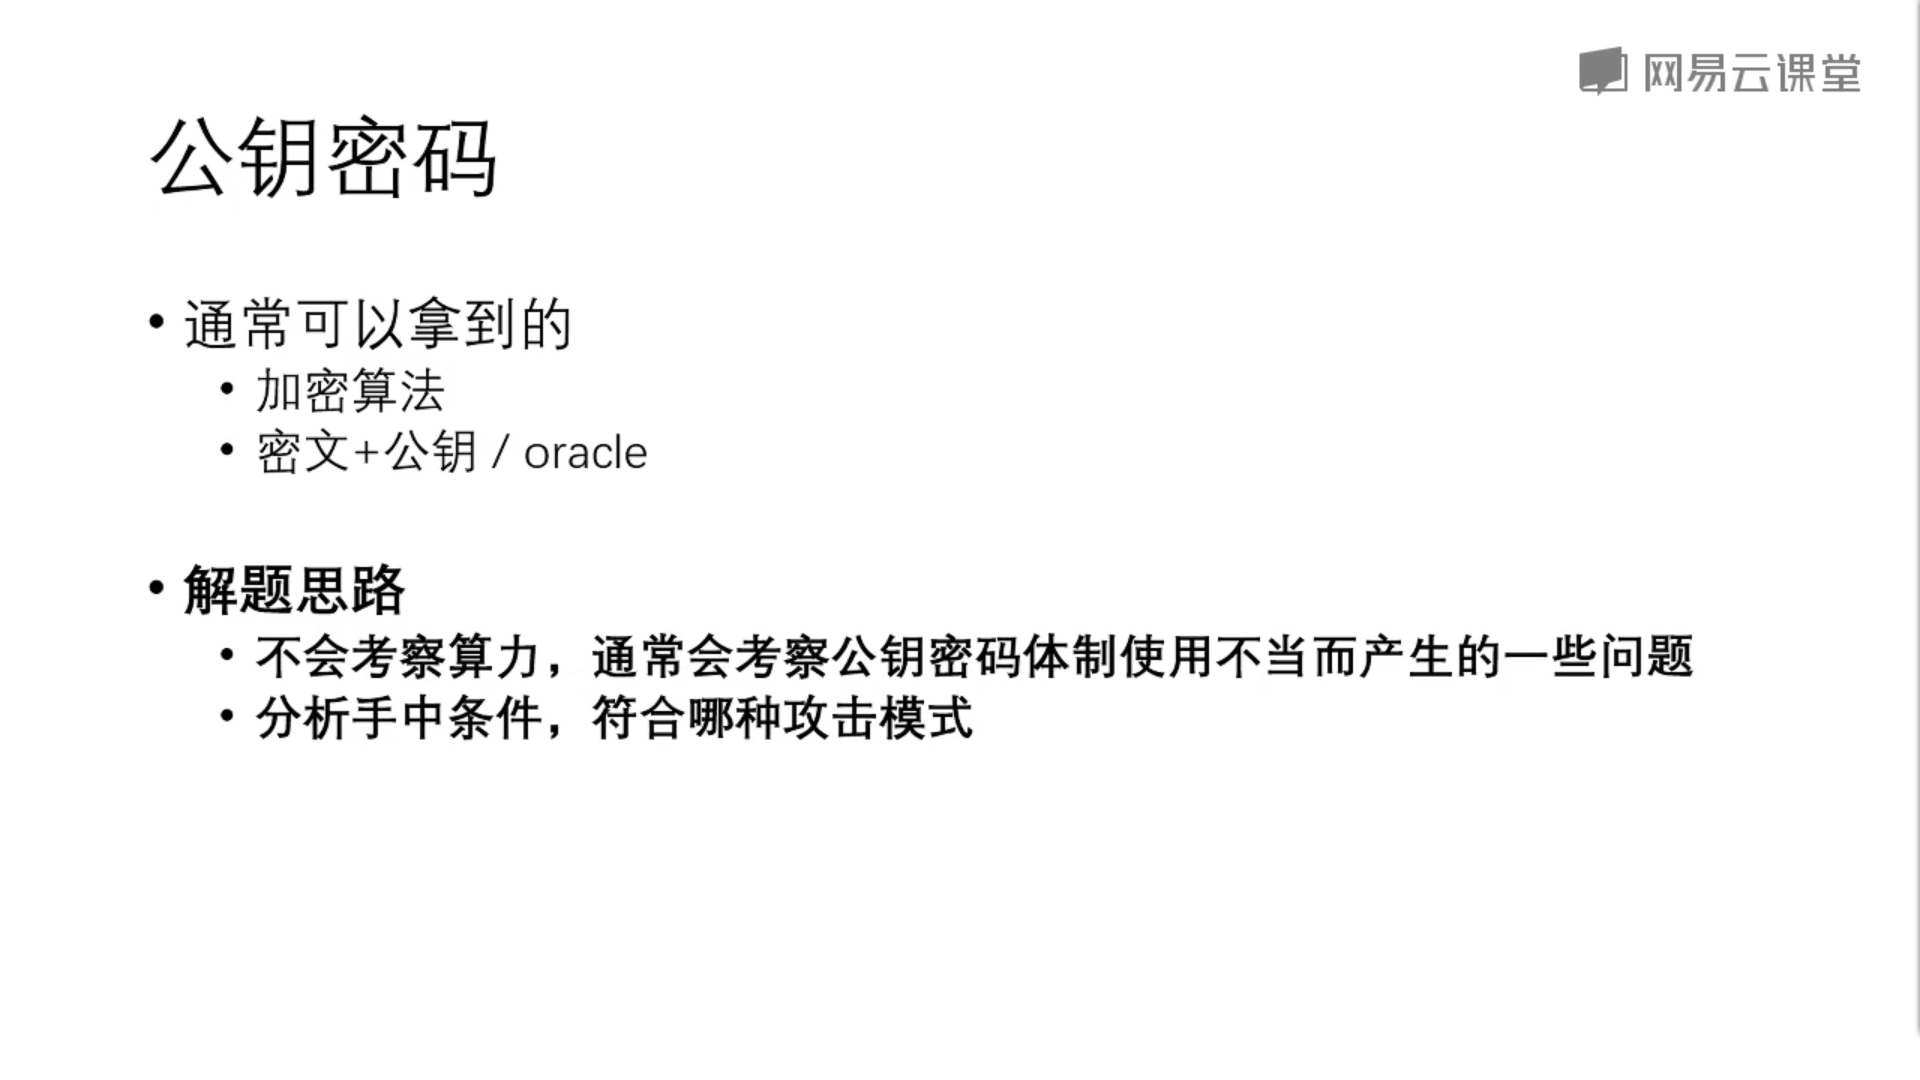 网易云课堂
公钥密码
• 通常可以拿到的
• 加密算法
• 密文+公钥 / oracle
• 解题思路
• 不会考察算力，通常会考察公钥密码体制使用不当而产生的一些问题
• 分析手中条件，符合哪种攻击模式